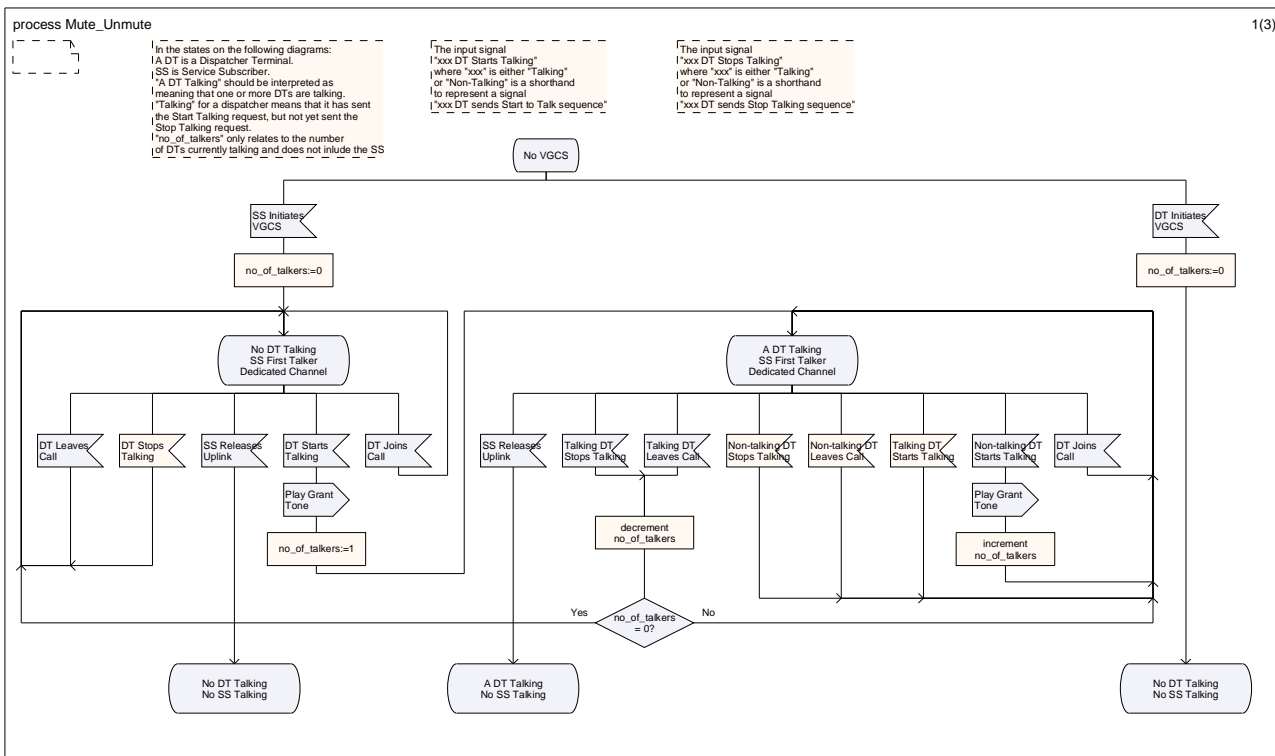 process Mute_Unmute
1(3)
In the states on the following diagrams:
A DT is a Dispatcher Terminal.
SS is Service Subscriber.
"A DT Talking" should be interpreted as
meaning that one or more DTs are talking.
"Talking" for a dispatcher means that it has sent
the Start Talking request, but not yet sent the
Stop Talking request.
"no_of_talkers" only relates to the number
of DTs currently talking and does not inlude the SS
The input signal
"xxx DT Starts Talking"
where "xxx" is either "Talking"
or "Non-Talking" is a shorthand
to represent a signal
"xxx DT sends Start to Talk sequence"
The input signal
"xxx DT Stops Talking"
where "xxx" is either "Talking"
or "Non-Talking" is a shorthand
to represent a signal
"xxx DT sends Stop Talking sequence"
No VGCS
SS Initiates
VGCS
DT Initiates
VGCS
no_of_talkers:=0
no_of_talkers:=0
No DT Talking
SS First Talker
Dedicated Channel
A DT Talking
SS First Talker
Dedicated Channel
DT Leaves
Call
DT Stops
Talking
SS Releases
Uplink
DT Starts
Talking
DT Joins
Call
SS Releases
Uplink
Talking DT
Stops Talking
Talking DT
Leaves Call
Non-talking DT
Stops Talking
Non-talking DT
Leaves Call
Talking DT
Starts Talking
Non-talking DT
Starts Talking
DT Joins
Call
Play Grant
Tone
Play Grant
Tone
no_of_talkers:=1
decrement
no_of_talkers
increment
no_of_talkers
Yes
no_of_talkers
= 0?
No
No DT Talking
No SS Talking
A DT Talking
No SS Talking
No DT Talking
No SS Talking